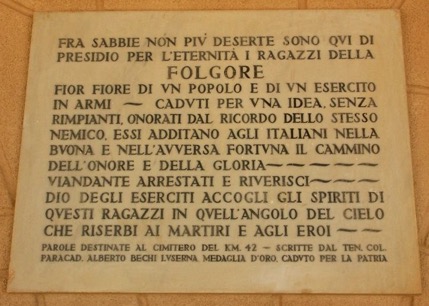 FRA SABBIE NON PIV' DESERTE SONO QVI DI
PRESIDIO PER L'ETERNITÀ I RAGAZZI DELLA
FOLGORE
FIOR FIORE DI VN POPOLO E DI VN ESERCITO
IN ARMI — CADVTI PER VNA IDEA, SENZA
RIMPIANTI, ONORATI DAL RICORDO DELLO STESSO
NEMICO, ESSI ADDITANO AGLI ITALIANI NELLA
BVONA E NELL'AVVERSA FORTVNA IL CAMMINO
DELL'ONORE E DELLA GLORIA————
VIANDANTE ARRESTATI E RIVERISCI———
DIO DEGLI ESERCITI ACCOGLI GLI SPIRITI DI
QVESTI RAGAZZI IN QVELL'ANGOLO DEL CIELO
CHE RISERBI AI MARTIRI E AGLI EROI ——
PAROLE DESTINATE AL CIMITERO DEL KM. 42 – SCRITTE DAL TEN. COL.
PARACAD. ALBERTO BECHI LVSERNA MEDAGLIA D'ORO, CADVTO PER LA PATRIA